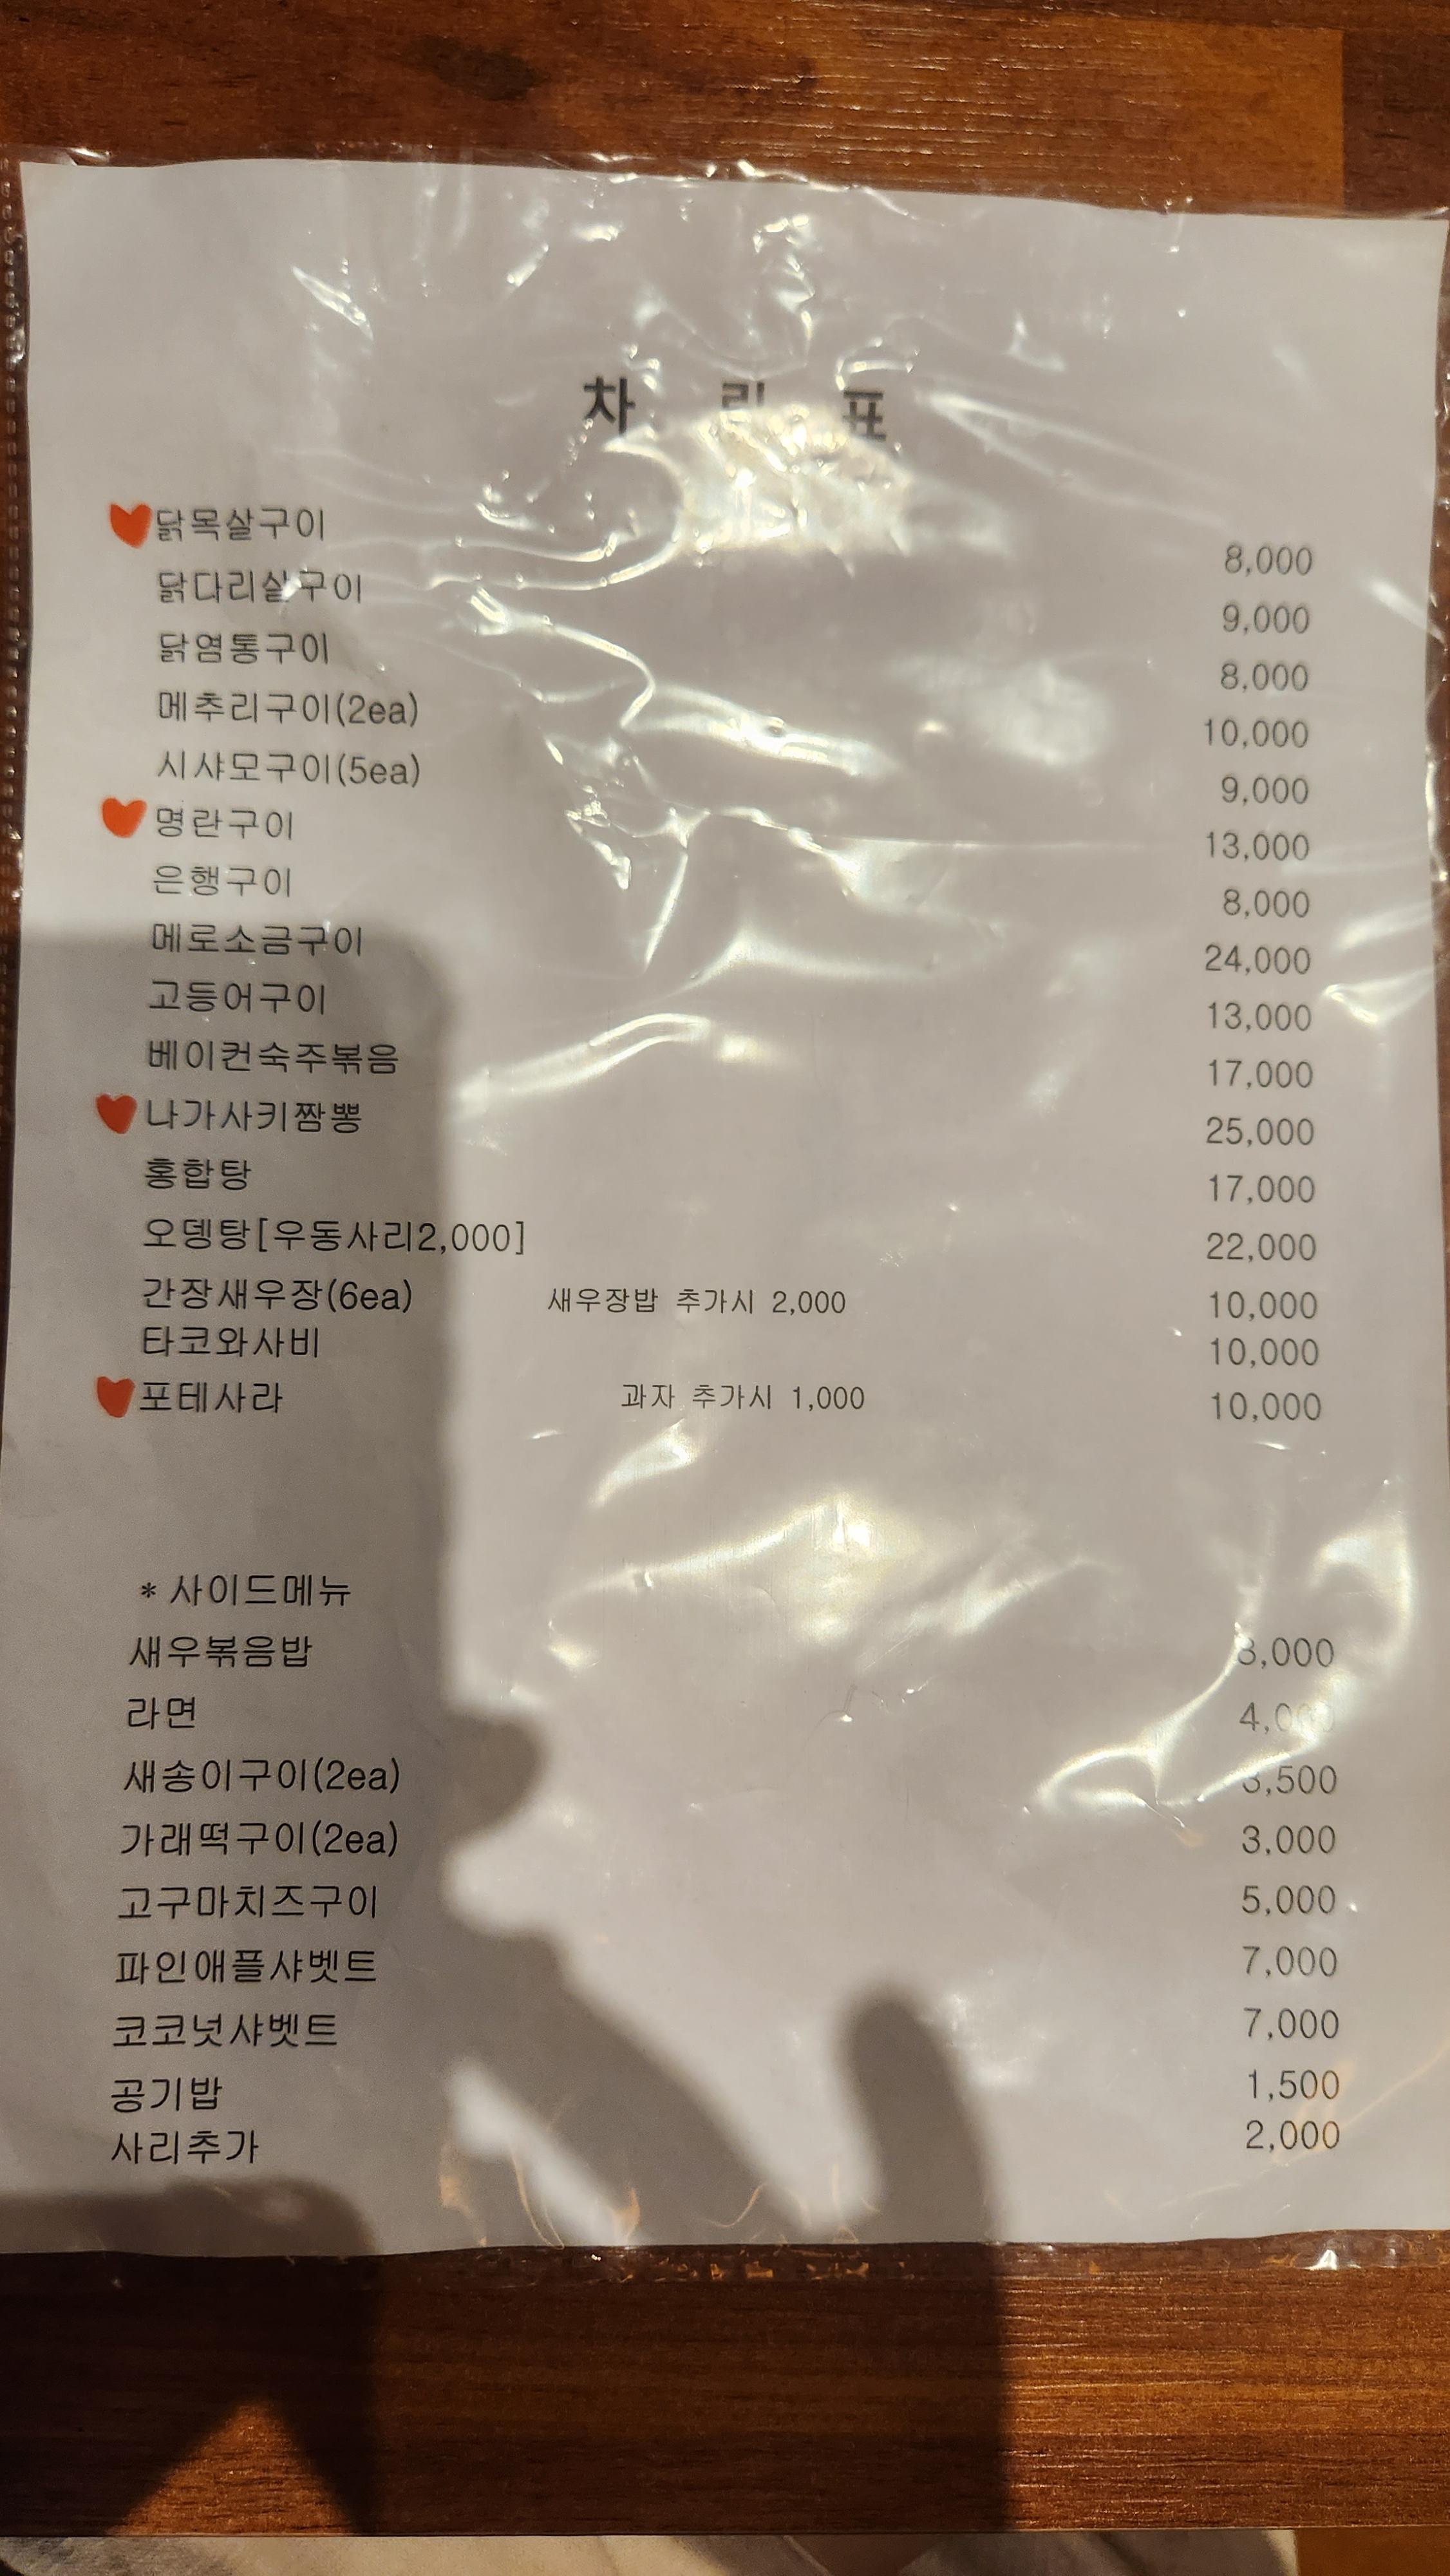 차 림 표
닭목살구이 8,000
닭다리살구이 9,000
닭염통구이 8,000
메추리구이(2ea) 10,000
시샤모구이(5ea) 9,000
명란구이 13,000
은행구이 8,000
메로소금구이 24,000
고등어구이 13,000
베이컨숙주볶음 17,000
나가사키짬뽕 25,000
홍합탕 17,000
오뎅탕[우동사리2,000] 22,000
간장새우장(6ea) 새우장밥 추가시 2,000 10,000
타코와사비 10,000
포테사라 과자 추가시 1,000 10,000
* 사이드메뉴
새우볶음밥
라면 4,000
새송이구이(2ea)
가래떡구이(2ea) 3,000
고구마치즈구이 5,000
파인애플샤벳트 7,000
코코넛샤벳트 7,000
공기밥 1,500
사리추가 2,000